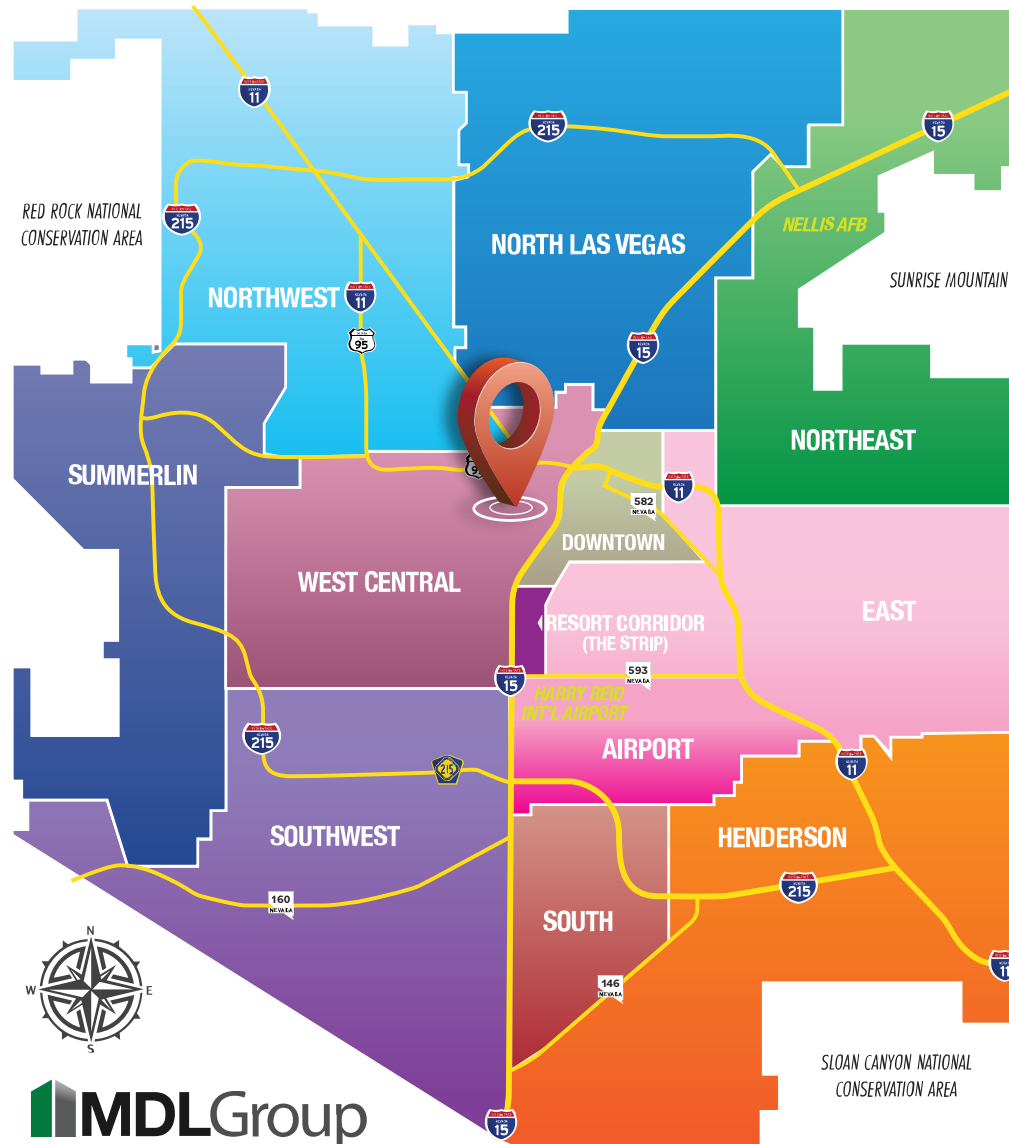 11
215
15
RED ROCK NATIONAL
CONSERVATION AREA
215
NELLIS AFB
NORTH LAS VEGAS
SUNRISE MOUNTAIN
NORTHWEST
11
95
15
NORTHEAST
SUMMERLIN
11
582
NEVADA
DOWNTOWN
WEST CENTRAL
EAST
RESORT CORRIDOR
(THE STRIP)
593
NEVADA
15
HARRY REID
INT'L AIRPORT
215
AIRPORT
11
215
SOUTHWEST
HENDERSON
215
160
NEVADA
SOUTH
N
W
E
S
11
146
NEVADA
SLOAN CANYON NATIONAL
CONSERVATION AREA
MDLGroup
15